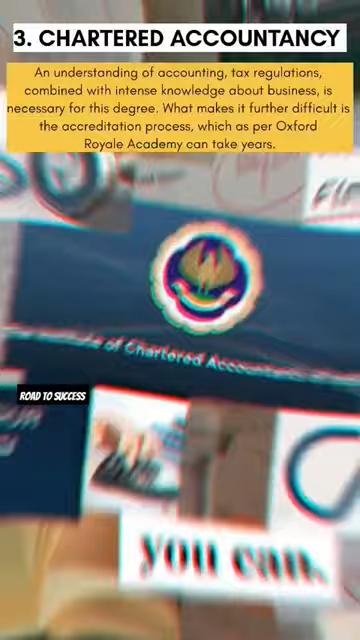 3. CHARTERED ACCOUNTANCY
An understanding of accounting, tax regulations,
combined with intense knowledge about business, is
necessary for this degree. What makes it further difficult is
the accreditation process, which as per Oxford
Royale Academy can take years.
of Chartered Accountants
ROAD TO SUCCESS
you can.